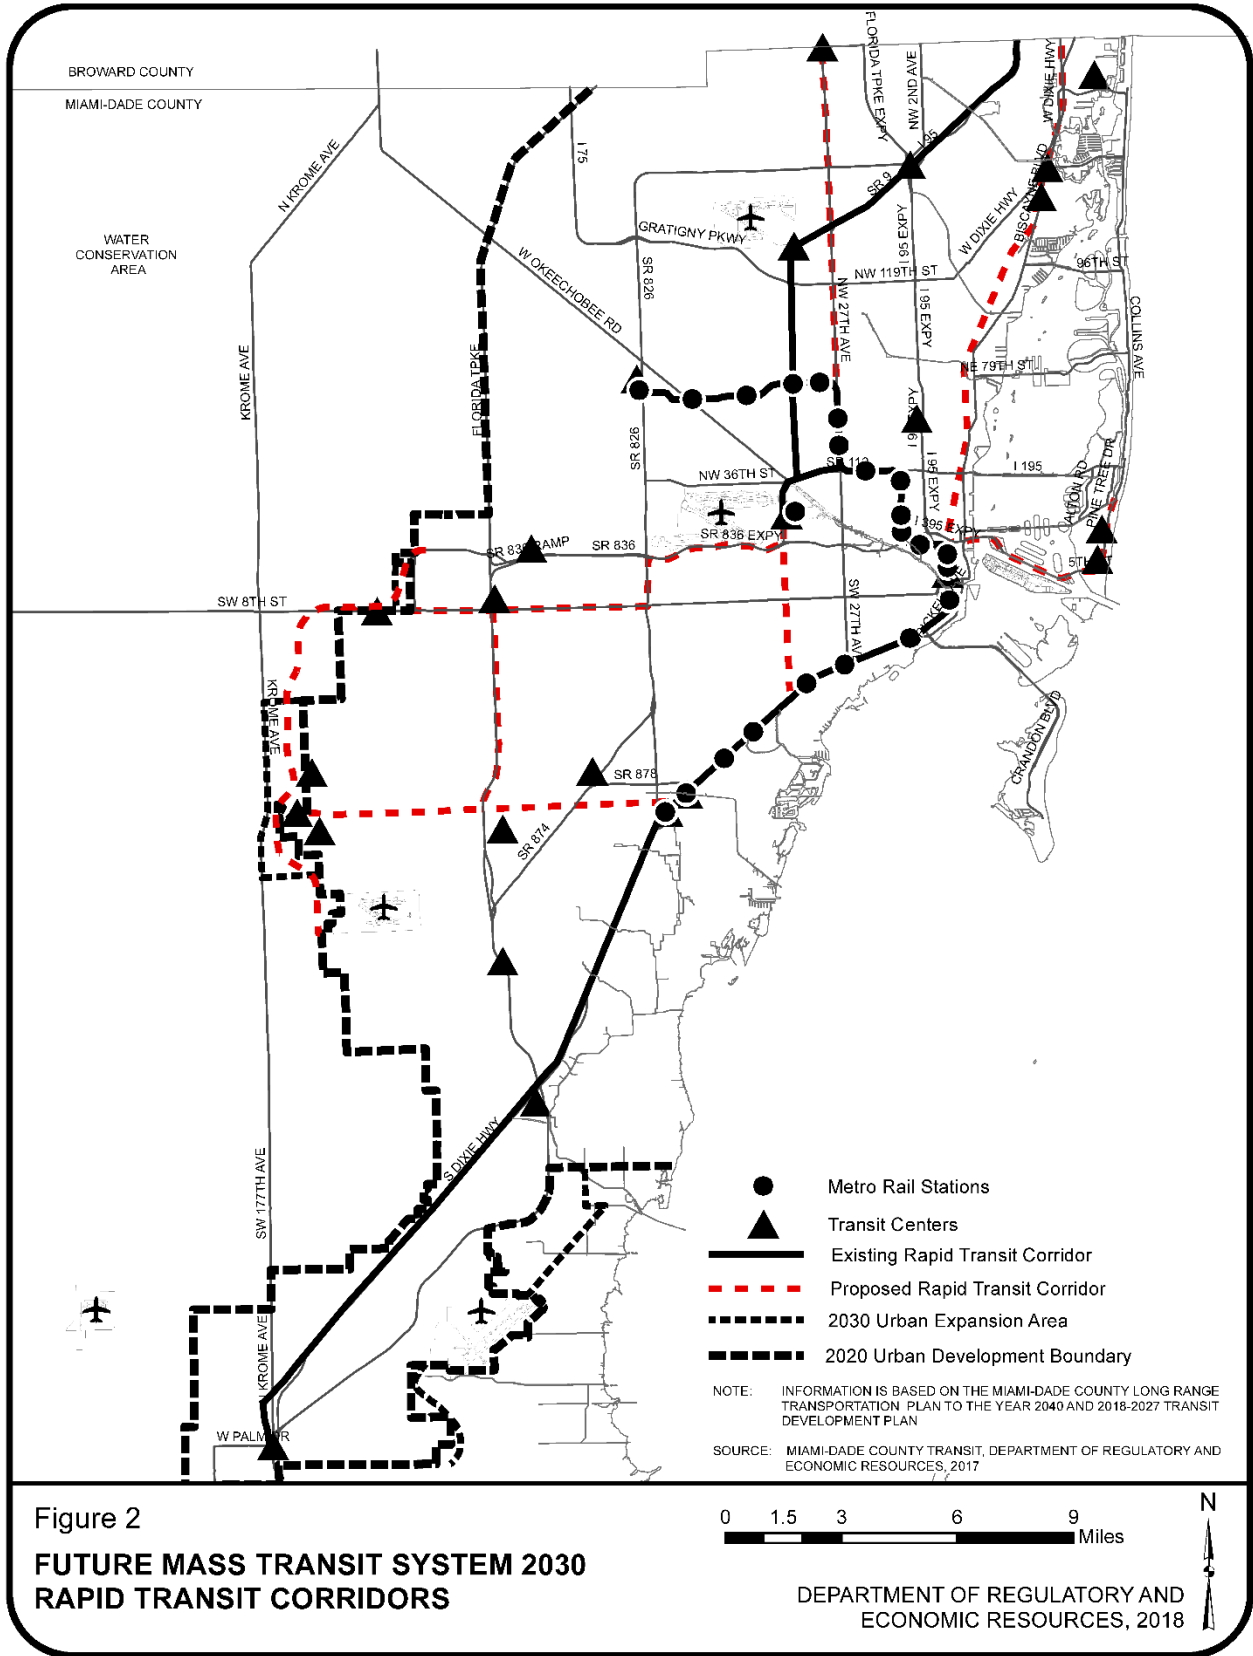 BROWARD COUNTY
MIAMI-DADE COUNTY
FLORIDA TPKE EXPY
NW 2ND AVE
W DIXIE HWY
I 95
I 75
N KROME AVE
SR 9
BISCAYNE BLVD
W DIXIE HWY
WATER
CONSERVATION
AREA
GRATIGNY PKWY
I 95 EXPY
W OKEECHOBEE RD
SR 826
NW 119TH ST
96TH ST
NW 27TH AVE
I 95 EXPY
COLLINS AVE
KROME AVE
FLORIDA TPKE
NE 79TH ST
SR 826
I 95 EXPY
NW 36TH ST
I 195
ALTON RD
PINE TREE DR
SR 836 EXPY
I 395 EXPY
SR 836
SW 8TH ST
SW 27TH AVE
KROME AVE
CRANDON BLVD
SR 878
SR 874
S DIXIE HWY
SW 177TH AVE
N KROME AVE
Metro Rail Stations
Transit Centers
Existing Rapid Transit Corridor
Proposed Rapid Transit Corridor
2030 Urban Expansion Area
2020 Urban Development Boundary
NOTE: INFORMATION IS BASED ON THE MIAMI-DADE COUNTY LONG RANGE
TRANSPORTATION PLAN TO THE YEAR 2040 AND 2018-2027 TRANSIT
DEVELOPMENT PLAN
SOURCE: MIAMI-DADE COUNTY TRANSIT, DEPARTMENT OF REGULATORY AND
ECONOMIC RESOURCES, 2017
Figure 2
FUTURE MASS TRANSIT SYSTEM 2030
RAPID TRANSIT CORRIDORS
0 1.5 3 6 9
Miles
N
DEPARTMENT OF REGULATORY AND
ECONOMIC RESOURCES, 2018